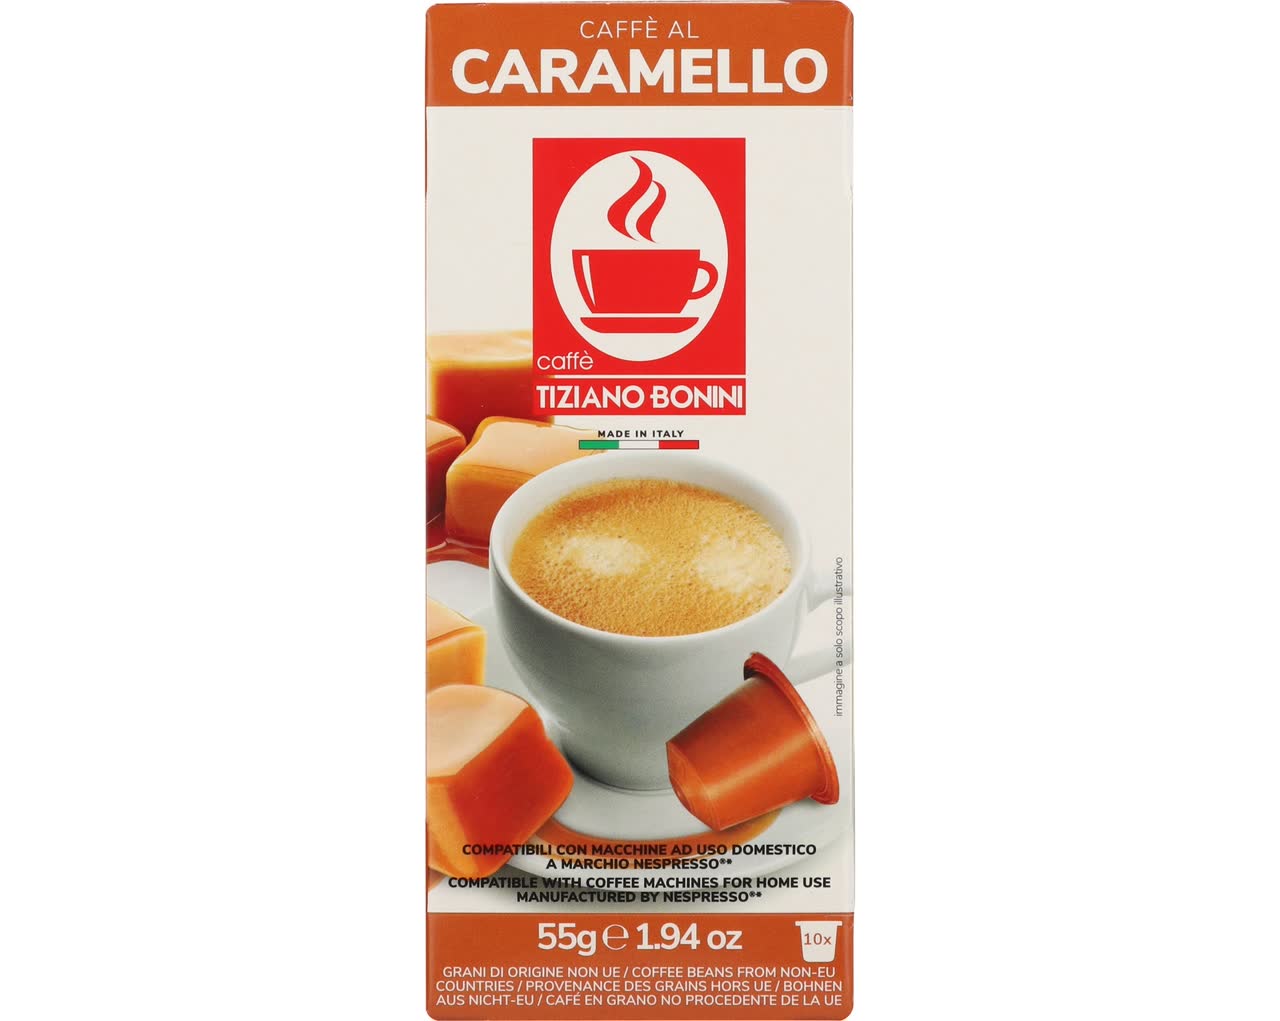 CAFFÈ AL
CARAMELLO
caffè
TIZIANO BONINI
MADE IN ITALY
immagine a solo scopo illustrativo
COMPATIBILI CON MACCHINE AD USO DOMESTICO
A MARCHIO NESPRESSO®*
COMPATIBLE WITH COFFEE MACHINES FOR HOME USE
MANUFACTURED BY NESPRESSO®*
55g ℮ 1.94 oz
10x
GRANI DI ORIGINE NON UE / COFFEE BEANS FROM NON-EU
COUNTRIES / PROVENANCE DES GRAINS HORS UE / BOHNEN
AUS NICHT-EU / CAFÉ EN GRANO NO PROCEDENTE DE LA UE